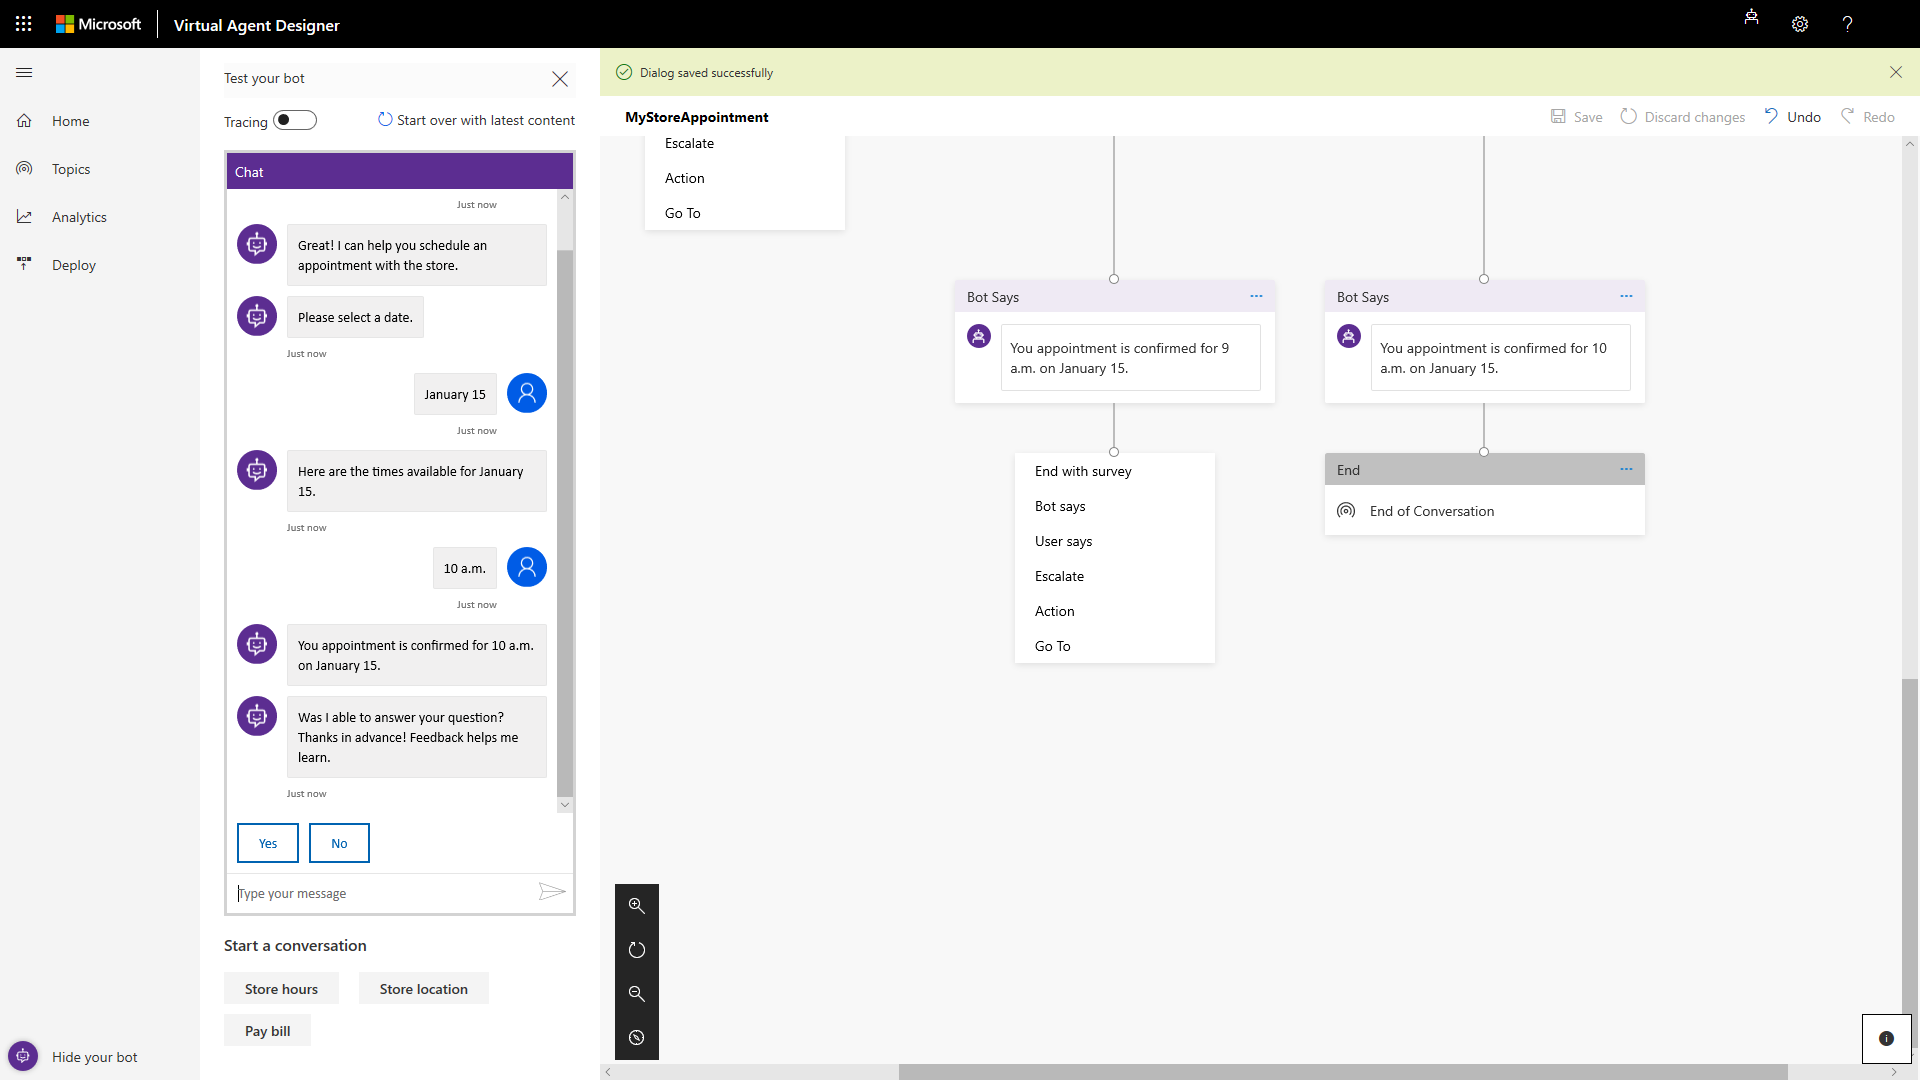 Microsoft
Virtual Agent Designer
Home
Topics
Analytics
Deploy
Hide your bot
Test your bot
Tracing
Start over with latest content
Chat
Just now
Great! I can help you schedule an
appointment with the store.
Please select a date.
Just now
January 15
Just now
Here are the times available for January
15.
Just now
10 a.m.
Just now
You appointment is confirmed for 10 a.m.
on January 15.
Was I able to answer your question?
Thanks in advance! Feedback helps me
learn.
Just now
Yes
No
Type your message
Start a conversation
Store hours
Store location
Pay bill
Dialog saved successfully
MyStoreAppointment
Save
Discard changes
Undo
Redo
Escalate
Action
Go To
Bot Says
You appointment is confirmed for 9
a.m. on January 15.
End with survey
Bot says
User says
Escalate
Action
Go To
Bot Says
You appointment is confirmed for 10
a.m. on January 15.
End
End of Conversation